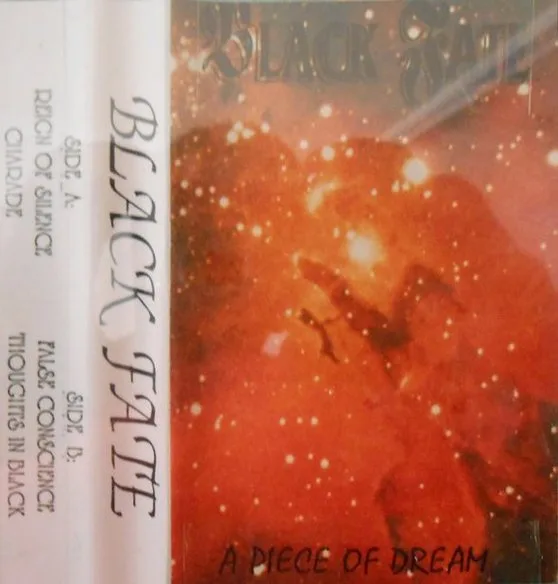 BLACK FATE
A PIECE OF DREAM
BLACK FATE
SIDE A:
REIGN OF SILENCE
CHARADE
SIDE B:
FALSE CONSCIENCE
THOUGHTS IN BLACK